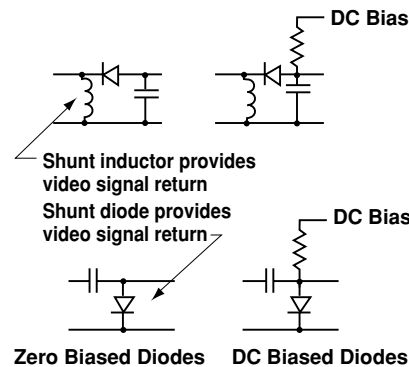 DC Bias
Shunt inductor provides
video signal return
Shunt diode provides
video signal return
DC Bias
Zero Biased Diodes
DC Biased Diodes